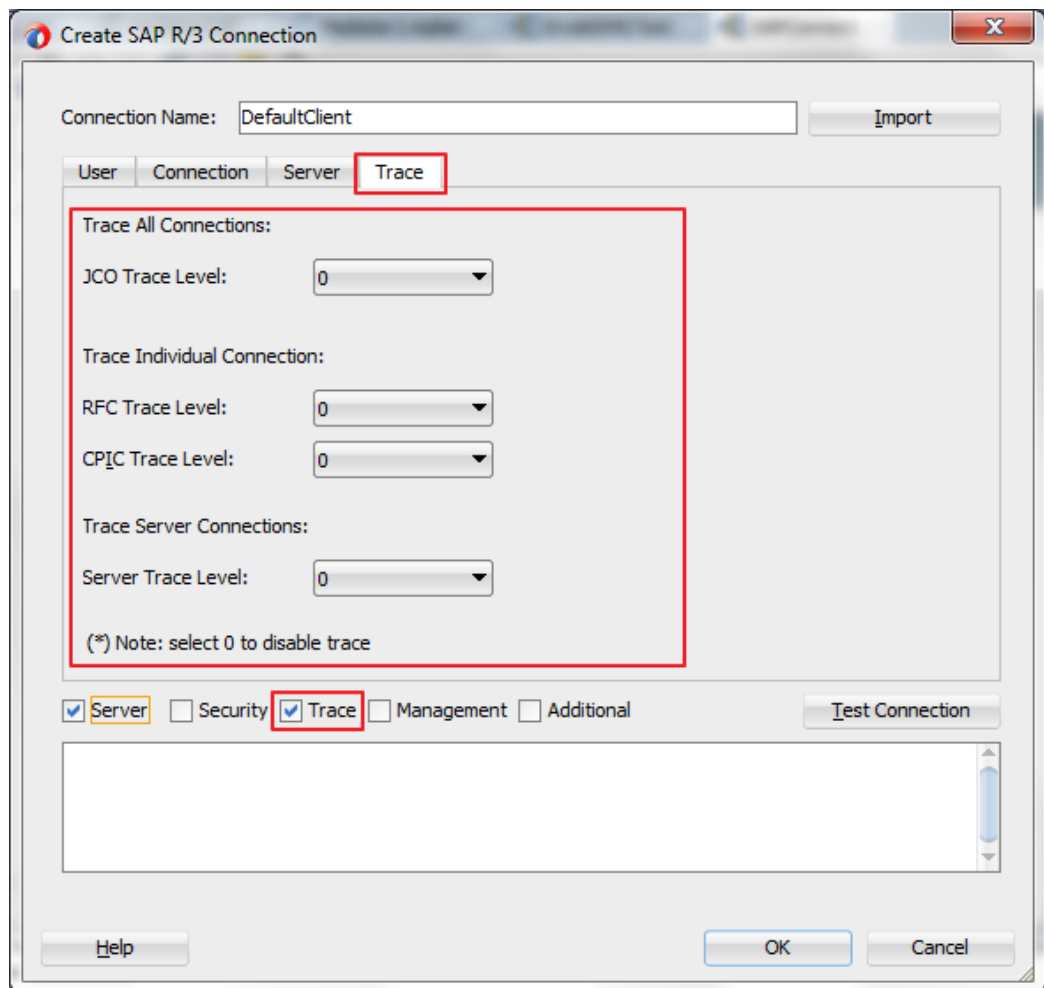 Create SAP R/3 Connection
Connection Name: DefaultClient Import
User Connection Server Trace
Trace All Connections:
JCO Trace Level: 0
Trace Individual Connection:
RFC Trace Level: 0
CPIC Trace Level: 0
Trace Server Connections:
Server Trace Level: 0
(*) Note: select 0 to disable trace
Server Security Trace Management Additional Test Connection
Help OK Cancel